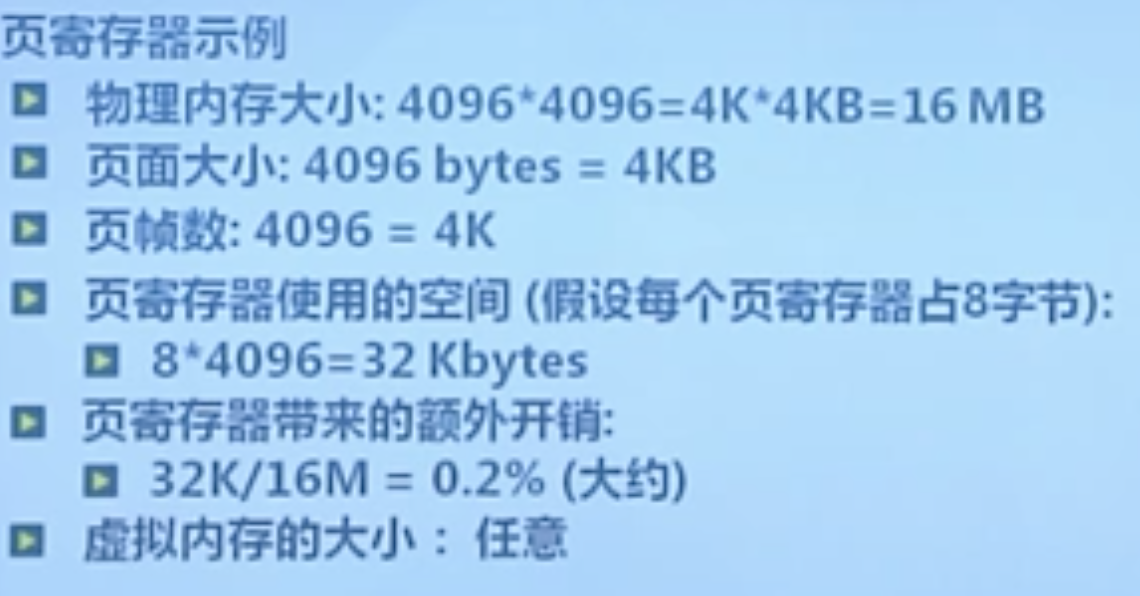 页寄存器示例
物理内存大小: 4096*4096=4K*4KB=16 MB
页面大小: 4096 bytes = 4KB
页帧数: 4096 = 4K
页寄存器使用的空间 (假设每个页寄存器占8字节):
8*4096=32 Kbytes
页寄存器带来的额外开销:
32K/16M = 0.2% (大约)
虚拟内存的大小 : 任意